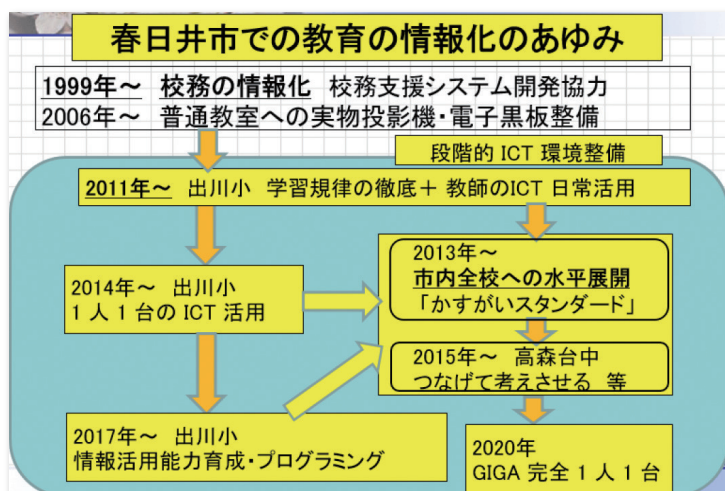 春日井市での教育の情報化のあゆみ
1999年～ 校務の情報化 校務支援システム開発協力
2006年～ 普通教室への実物投影機・電子黒板整備
段階的 ICT 環境整備
2011年～ 出川小 学習規律の徹底＋ 教師のICT 日常活用
2013年～
市内全校への水平展開
「かすがいスタンダード」
2014年～ 出川小
1 人 1 台の ICT 活用
2015年～ 高森台中
つなげて考えさせる 等
2017年～ 出川小
情報活用能力育成・プログラミング
2020年
GIGA 完全 1 人 1 台